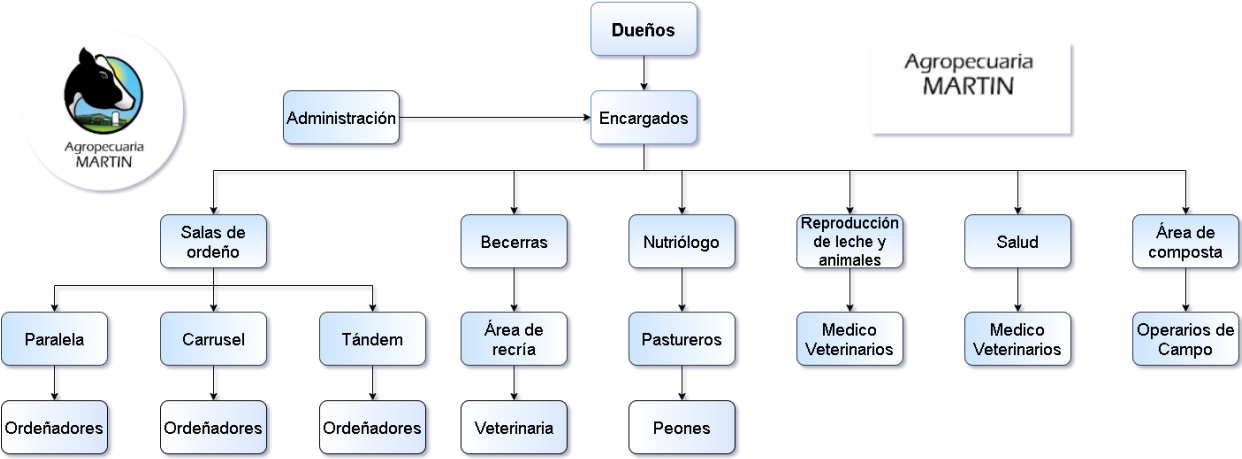 Dueños
Agropecuaria
MARTIN
Agropecuaria
MARTIN
Administración
Encargados
Salas de
ordeño
Becerras
Nutriólogo
Reproducción
de leche y
animales
Salud
Área de
composta
Paralela
Carrusel
Tándem
Área de
recría
Pastureros
Medico
Veterinarios
Medico
Veterinarios
Operarios de
Campo
Ordeñadores
Ordeñadores
Ordeñadores
Veterinaria
Peones